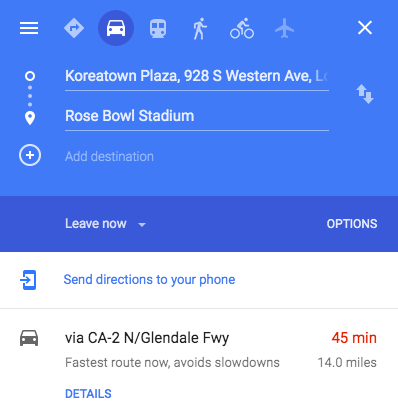 Koreatown Plaza, 928 S Western Ave,
Rose Bowl Stadium
Add destination
Leave now
OPTIONS
Send directions to your phone
via CA-2 N/Glendale Fwy
45 min
Fastest route now, avoids slowdowns
14.0 miles
DETAILS